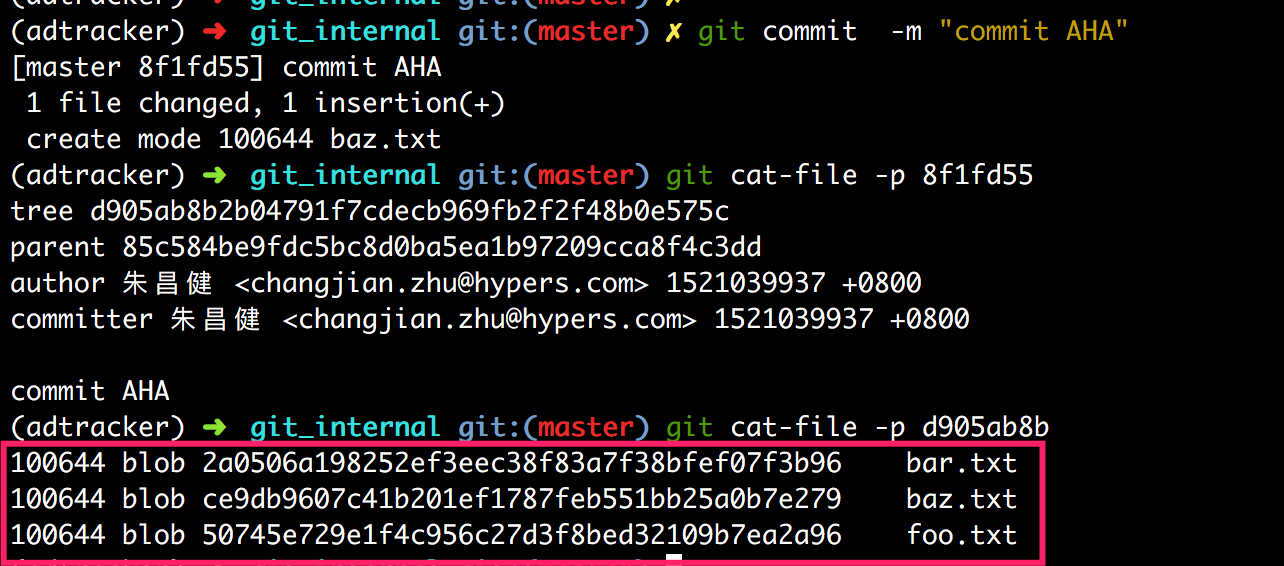 (adtracker) ➜ git_internal git:(master) ✗
(adtracker) ➜ git_internal git:(master) ✗ git commit  -m "commit AHA"
[master 8f1fd55] commit AHA
 1 file changed, 1 insertion(+)
 create mode 100644 baz.txt
(adtracker) ➜ git_internal git:(master) git cat-file -p 8f1fd55
tree d905ab8b2b04791f7cdecb969fb2f2f48b0e575c
parent 85c584be9fdc5bc8d0ba5ea1b97209cca8f4c3dd
author 朱昌健 <changjian.zhu@hypers.com> 1521039937 +0800
committer 朱昌健 <changjian.zhu@hypers.com> 1521039937 +0800

commit AHA
(adtracker) ➜ git_internal git:(master) git cat-file -p d905ab8b
100644 blob 2a0506a198252ef3eec38f83a7f38bfef07f3b96    bar.txt
100644 blob ce9db9607c41b201ef1787feb551bb25a0b7e279    baz.txt
100644 blob 50745e729e1f4c956c27d3f8bed32109b7ea2a96    foo.txt